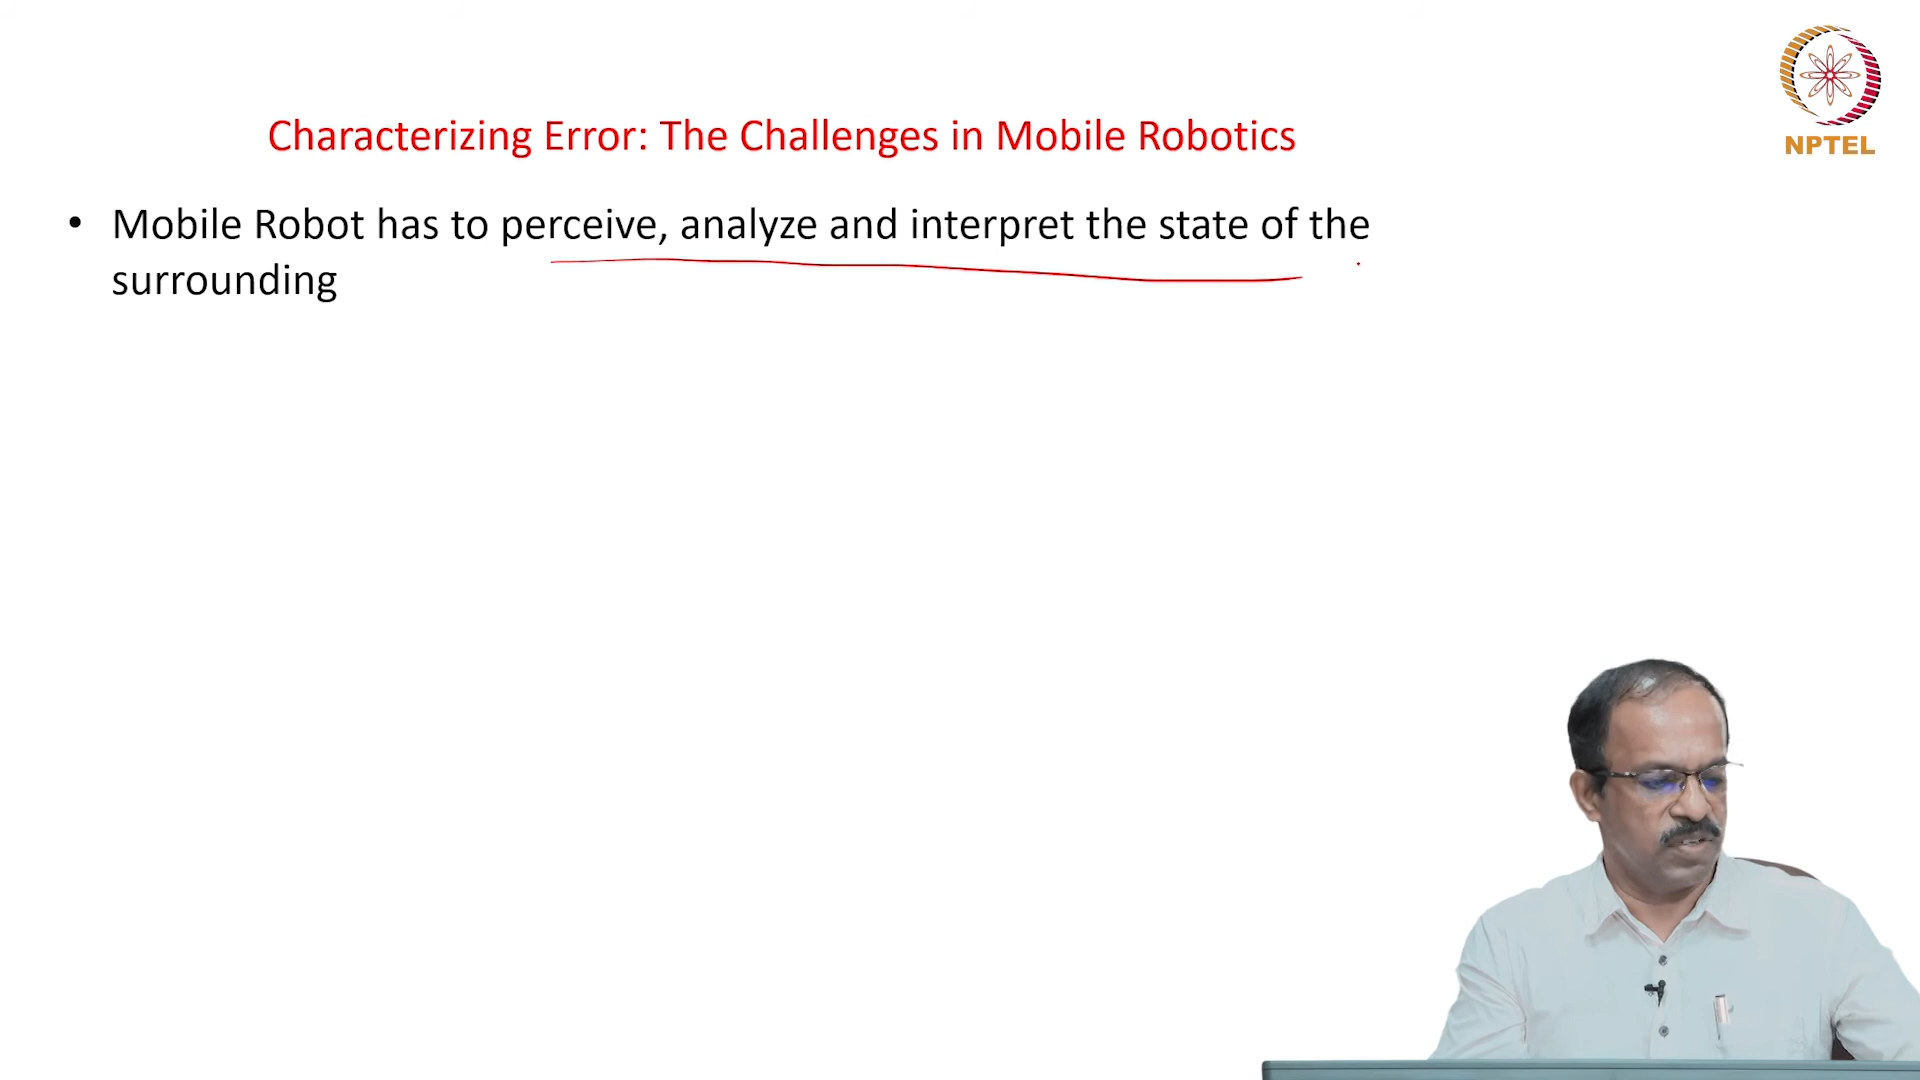 NPTEL
Characterizing Error: The Challenges in Mobile Robotics
• Mobile Robot has to perceive, analyze and interpret the state of the
surrounding